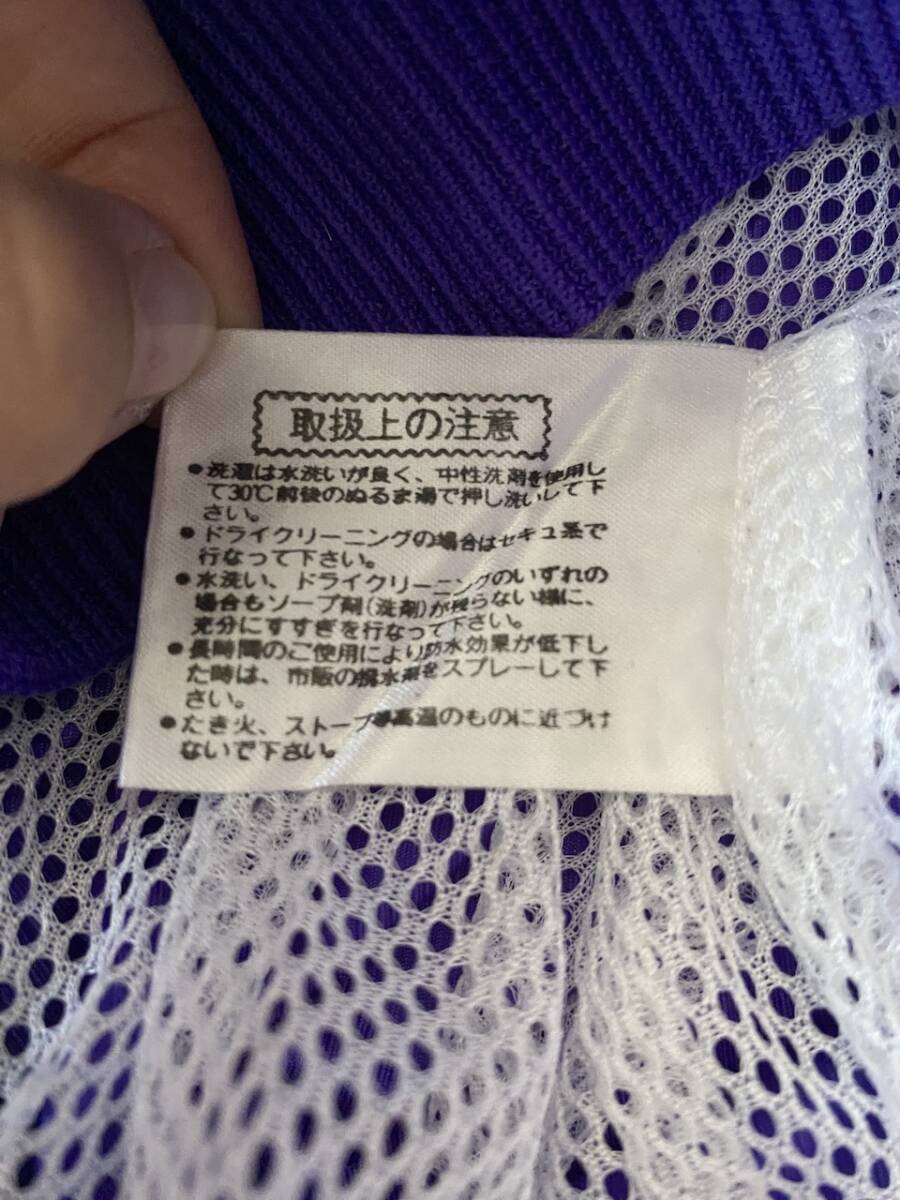 取扱上の注意
●洗濯は水洗いが良く、中性洗剤を使用し
て30℃前後のぬるま湯で押し洗いして下
さい。
●ドライクリーニングの場合はセキユ系で
行なって下さい。
●水洗い、ドライクリーニングのいずれの
場合もソープ剤(洗剤)が残らない様に、
充分にすすぎを行なって下さい。
●長時間のご使用により防水効果が低下し
た時は、市販の撥水剤をスプレーして下
さい。
●たき火、ストーブ等高温のものに近づけ
ないで下さい。